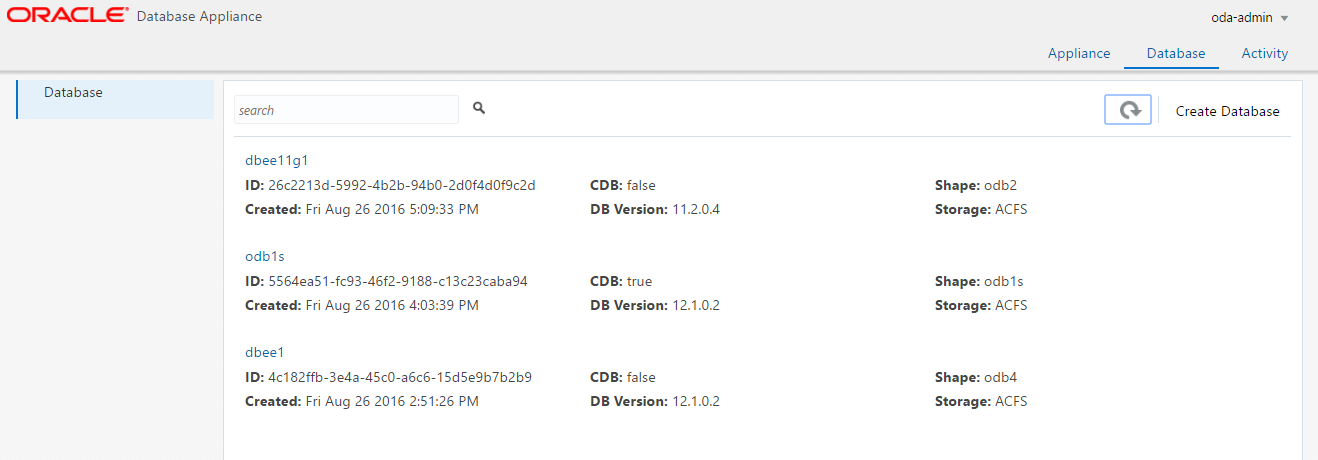 ORACLE Database Appliance
oda-admin
Appliance Database Activity
Database
search
Create Database
dbee11g1
ID: 26c2213d-5992-4b2b-94b0-2d0f4d0f9c2d CDB: false Shape: odb2
Created: Fri Aug 26 2016 5:09:33 PM DB Version: 11.2.0.4 Storage: ACFS
odb1s
ID: 5564ea51-fc93-46f2-9188-c13c23caba94 CDB: true Shape: odb1s
Created: Fri Aug 26 2016 4:03:39 PM DB Version: 12.1.0.2 Storage: ACFS
dbee1
ID: 4c182ffb-3e4a-45c0-a6c6-15d5e9b7b2b9 CDB: false Shape: odb4
Created: Fri Aug 26 2016 2:51:26 PM DB Version: 12.1.0.2 Storage: ACFS